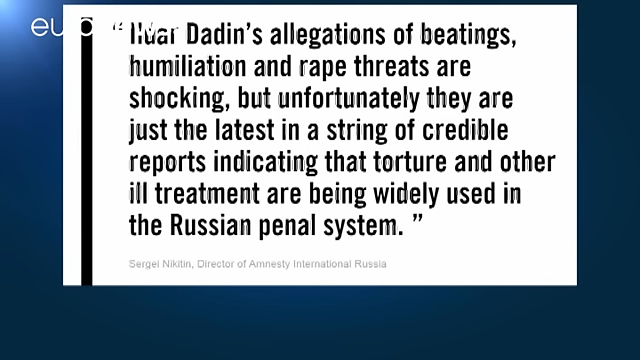 “Ildar Dadin’s allegations of beatings,
humiliation and rape threats are
shocking, but unfortunately they are
just the latest in a string of credible
reports indicating that torture and other
ill treatment are being widely used in
the Russian penal system. ”
Sergei Nikitin, Director of Amnesty International Russia